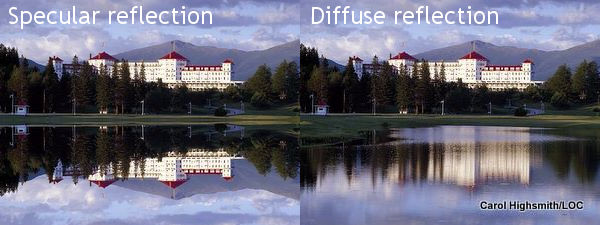 Specular reflection
Diffuse reflection
Carol Highsmith/LOC